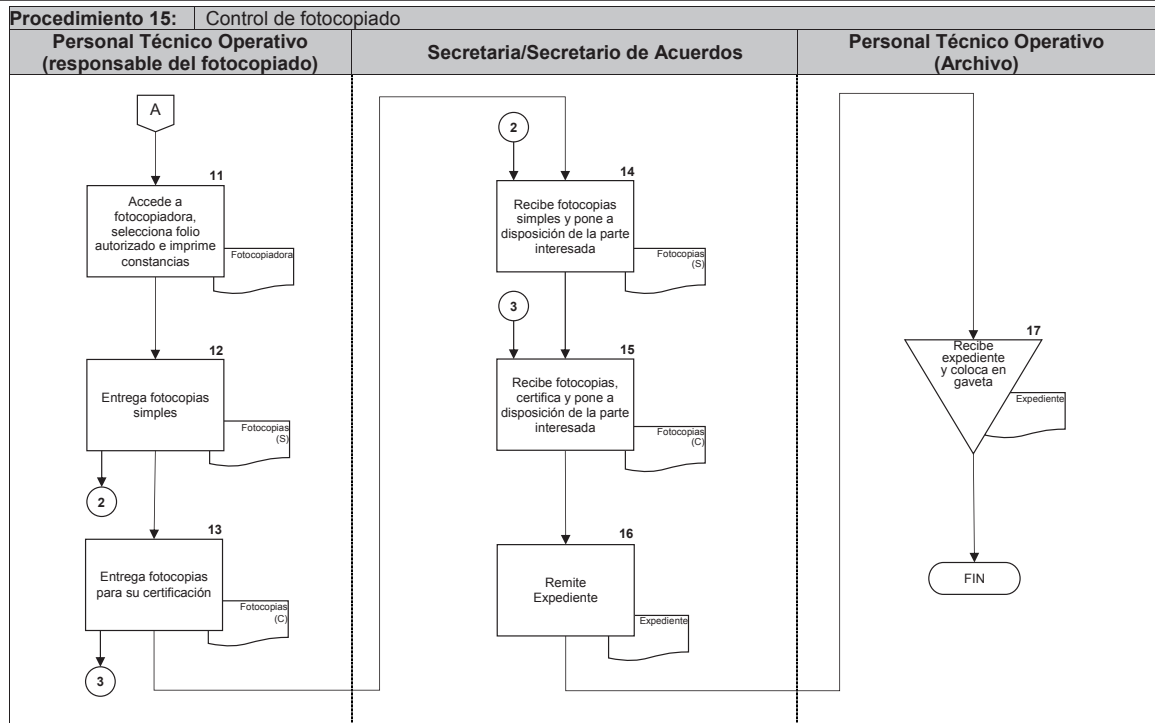 Procedimiento 15: Control de fotocopiado
Personal Técnico Operativo
(responsable del fotocopiado)
Secretaria/Secretario de Acuerdos
Personal Técnico Operativo
(Archivo)
A
11
Accede a
fotocopiadora,
selecciona folio
autorizado e imprime
constancias
Fotocopiadora
12
Entrega fotocopias
simples
Fotocopias
(S)
2
13
Entrega fotocopias
para su certificación
Fotocopias
(C)
3
2
14
Recibe fotocopias
simples y pone a
disposición de la parte
interesada
Fotocopias
(S)
3
15
Recibe fotocopias,
certifica y pone a
disposición de la parte
interesada
Fotocopias
(C)
16
Remite
Expediente
Expediente
17
Recibe
expediente
y coloca en
gaveta
Expediente
FIN